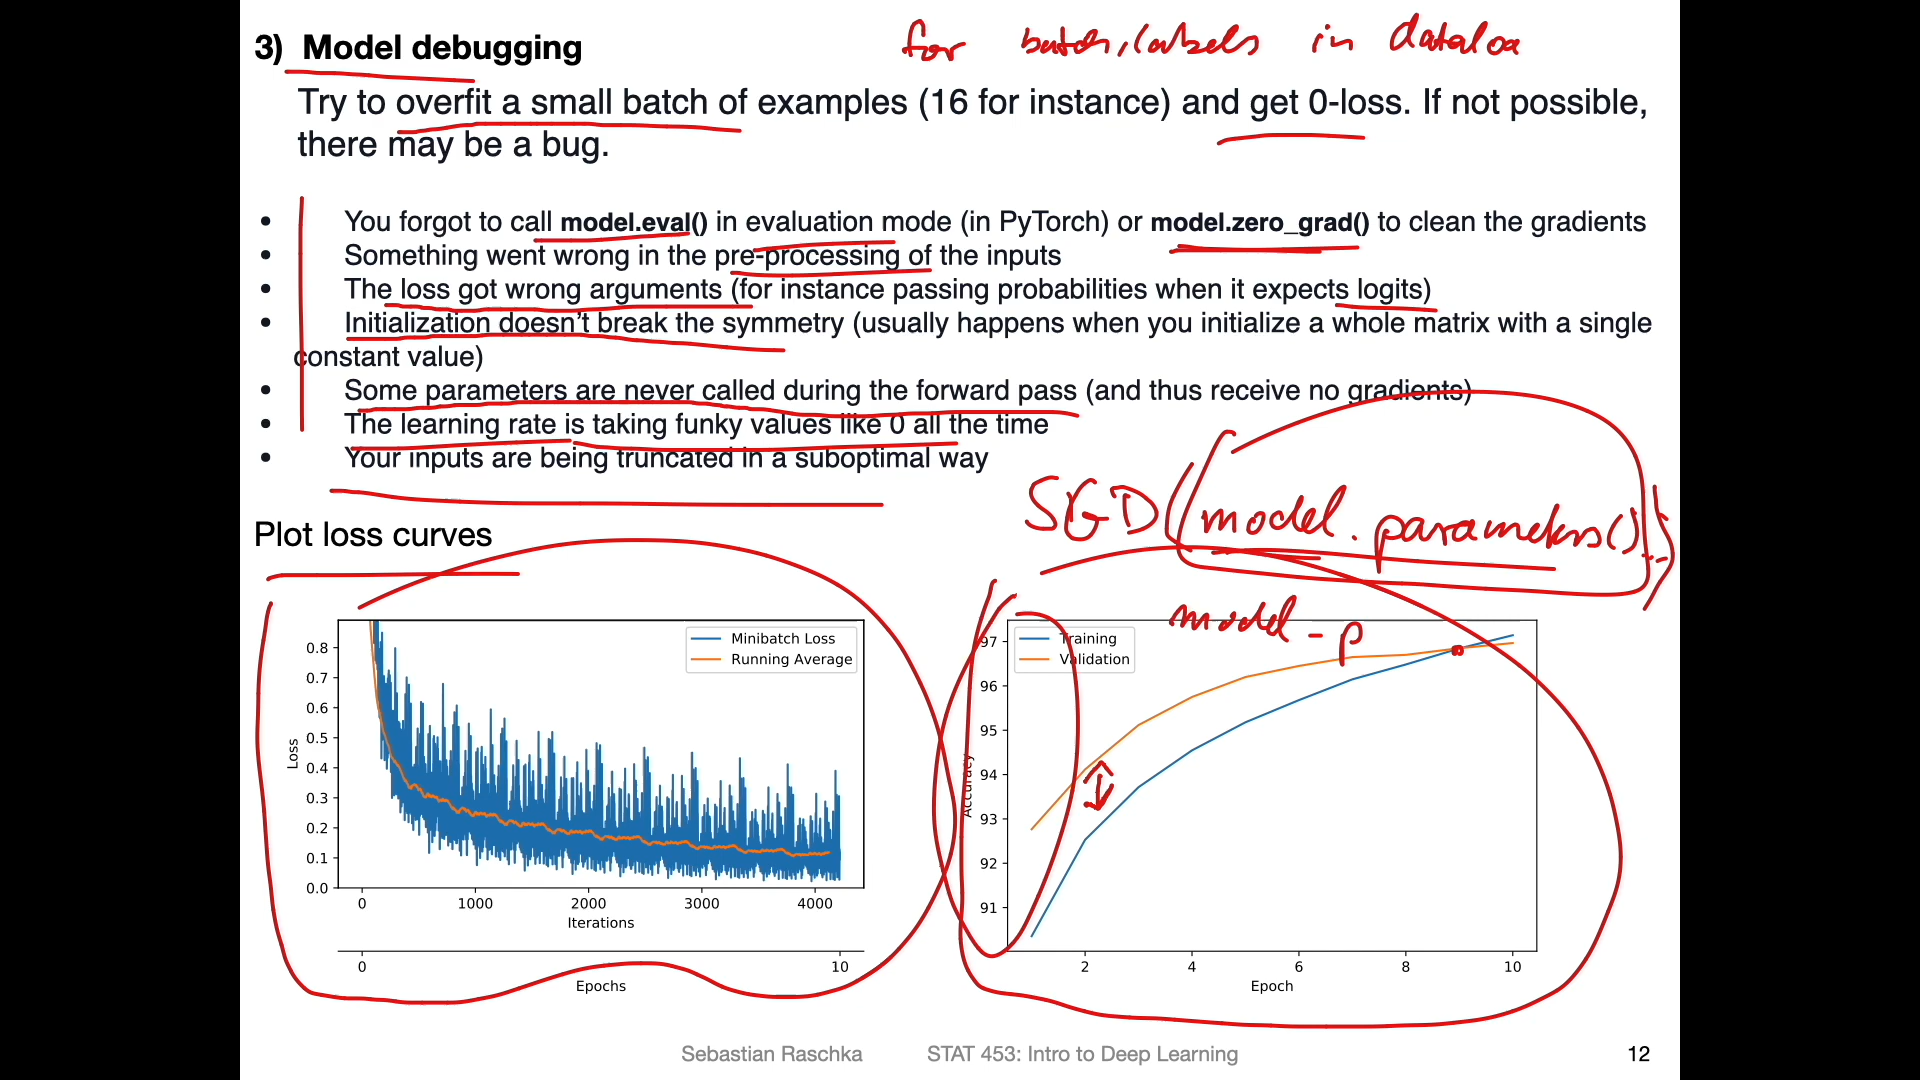 for batch, labels in dataloa
3) Model debugging
Try to overfit a small batch of examples (16 for instance) and get 0-loss. If not possible,
there may be a bug.
• You forgot to call model.eval() in evaluation mode (in PyTorch) or model.zero_grad() to clean the gradients
• Something went wrong in the pre-processing of the inputs
• The loss got wrong arguments (for instance passing probabilities when it expects logits)
• Initialization doesn't break the symmetry (usually happens when you initialize a whole matrix with a single
constant value)
• Some parameters are never called during the forward pass (and thus receive no gradients)
• The learning rate is taking funky values like 0 all the time
• Your inputs are being truncated in a suboptimal way
SGD(model.parameters())
Plot loss curves
model-p
Minibatch Loss
Running Average
0.8
0.7
0.6
0.5
0.4
0.3
0.2
0.1
0.0
Loss
0 1000 2000 3000 4000
Iterations
0 10
Epochs
Training
Validation
97
96
95
94
93
92
91
Accuracy
2 4 6 8 10
Epoch
Sebastian Raschka STAT 453: Intro to Deep Learning 12